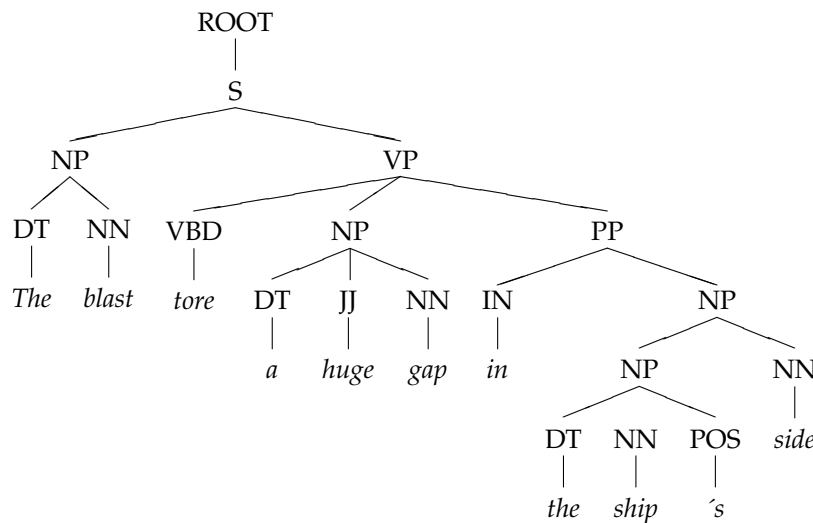 ROOT
S
NP VP
DT NN VBD NP PP
The blast tore DT JJ NN IN NP
a huge gap in NP NN
DT NN POS side
the ship ´s